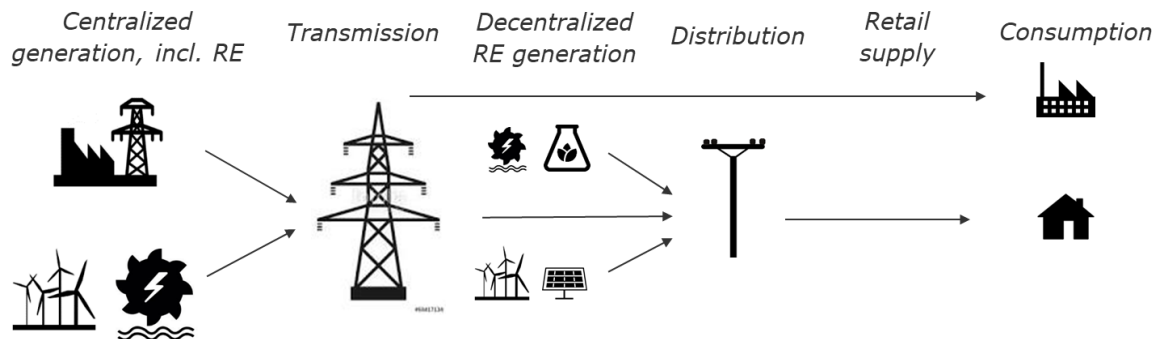 Centralized
generation, incl. RE
Transmission
Decentralized
RE generation
Distribution
Retail
supply
Consumption